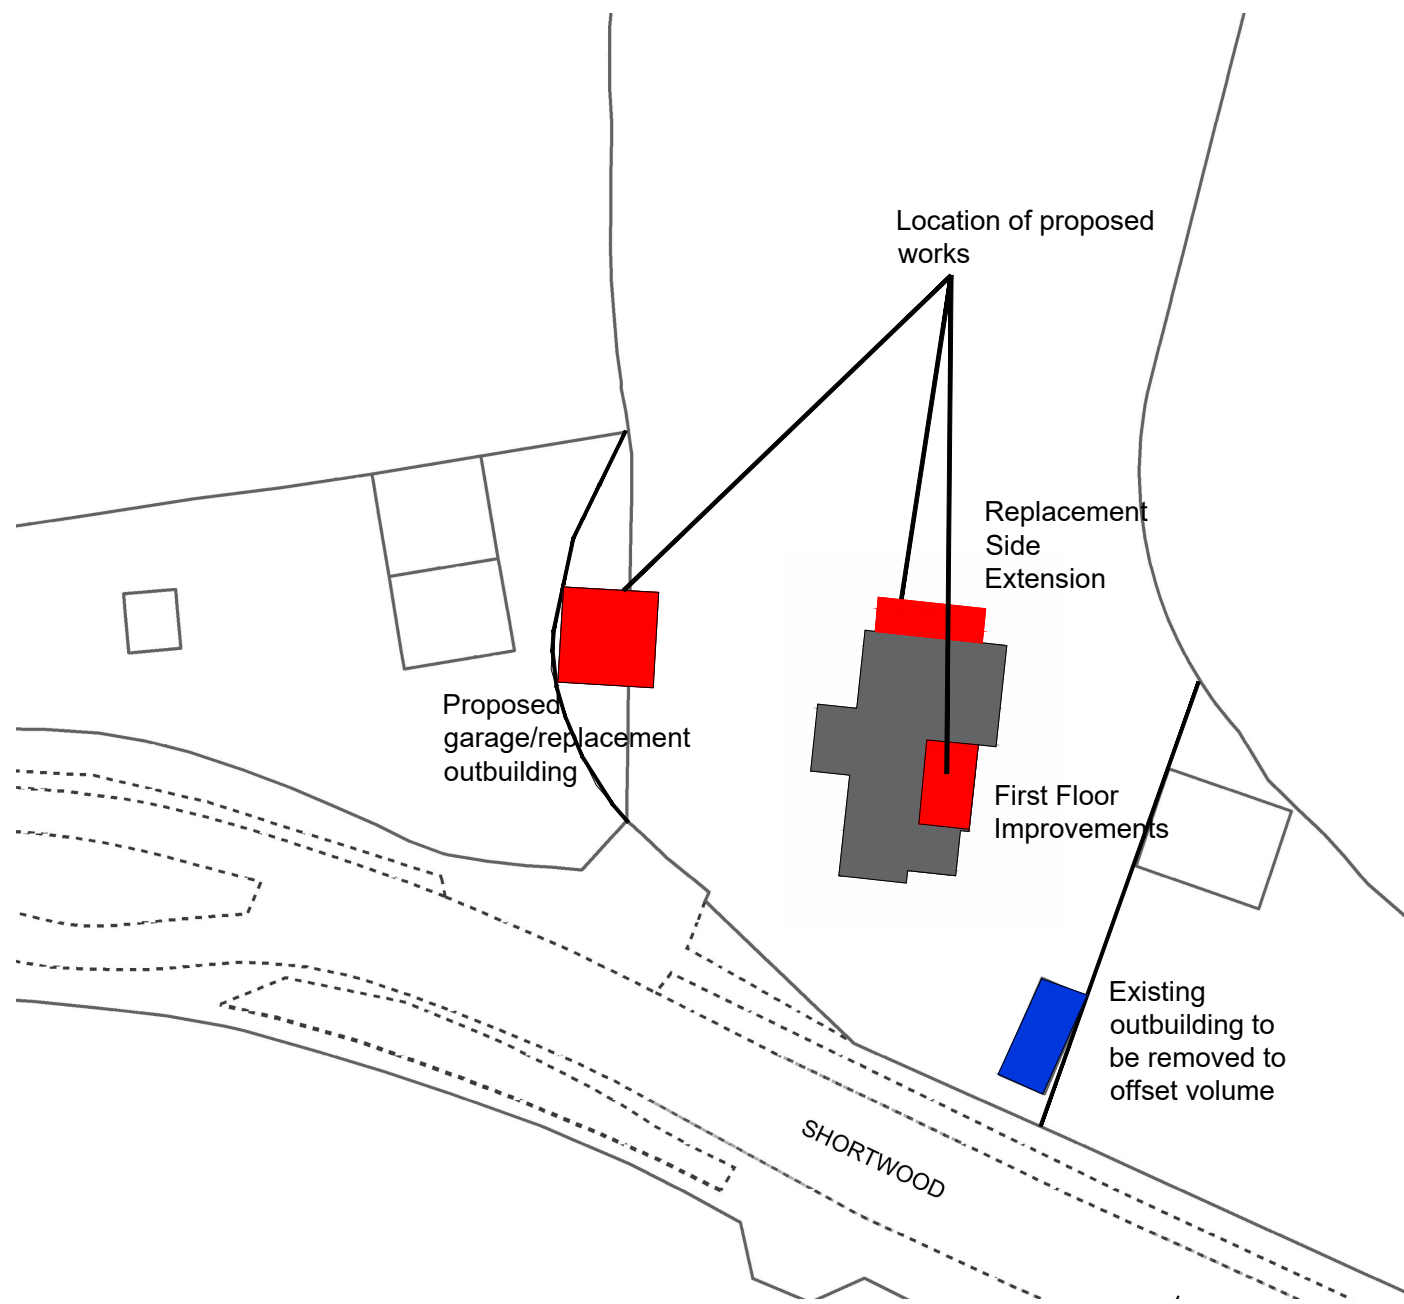 Location of proposed
works
Replacement
Side
Extension
Proposed
garage/replacement
outbuilding
First Floor
Improvements
Existing
outbuilding to
be removed to
offset volume
SHORTWOOD